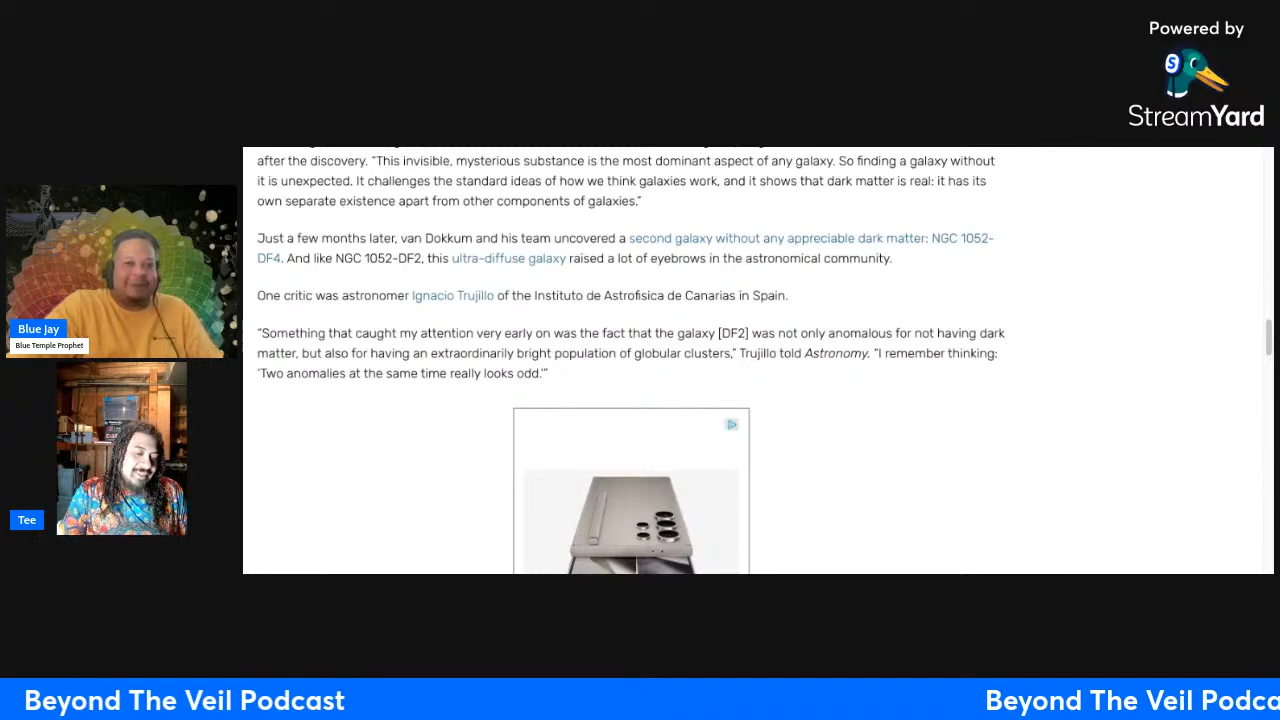 Powered by
S
StreamYard
after the discovery. “This invisible, mysterious substance is the most dominant aspect of any galaxy. So finding a galaxy without
it is unexpected. It challenges the standard ideas of how we think galaxies work, and it shows that dark matter is real: it has its
own separate existence apart from other components of galaxies.”
Just a few months later, van Dokkum and his team uncovered a second galaxy without any appreciable dark matter: NGC 1052-
DF4. And like NGC 1052-DF2, this ultra-diffuse galaxy raised a lot of eyebrows in the astronomical community.
One critic was astronomer Ignacio Trujillo of the Instituto de Astrofisica de Canarias in Spain.
“Something that caught my attention very early on was the fact that the galaxy [DF2] was not only anomalous for not having dark
matter, but also for having an extraordinarily bright population of globular clusters,” Trujillo told Astronomy. “I remember thinking:
‘Two anomalies at the same time really looks odd.’”
Blue Jay
Blue Temple Prophet
Tee
Beyond The Veil Podcast
Beyond The Veil Podca